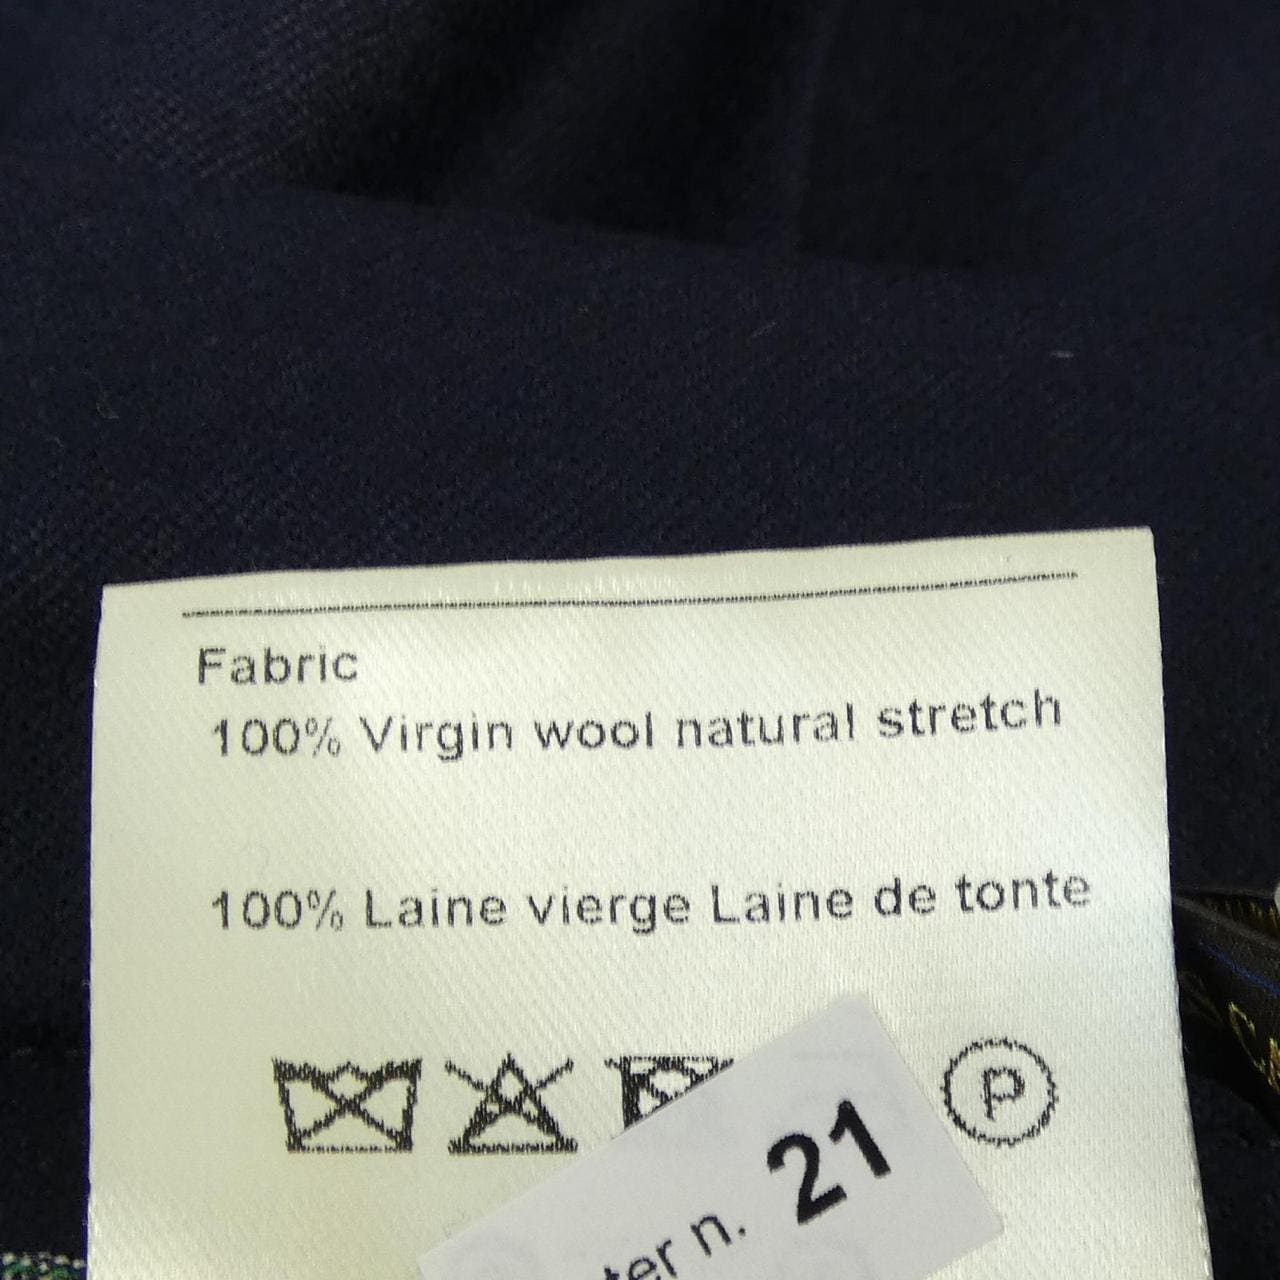 Fabric
100% Virgin wool natural stretch
100% Laine vierge Laine de tonte
P
ter n. 21